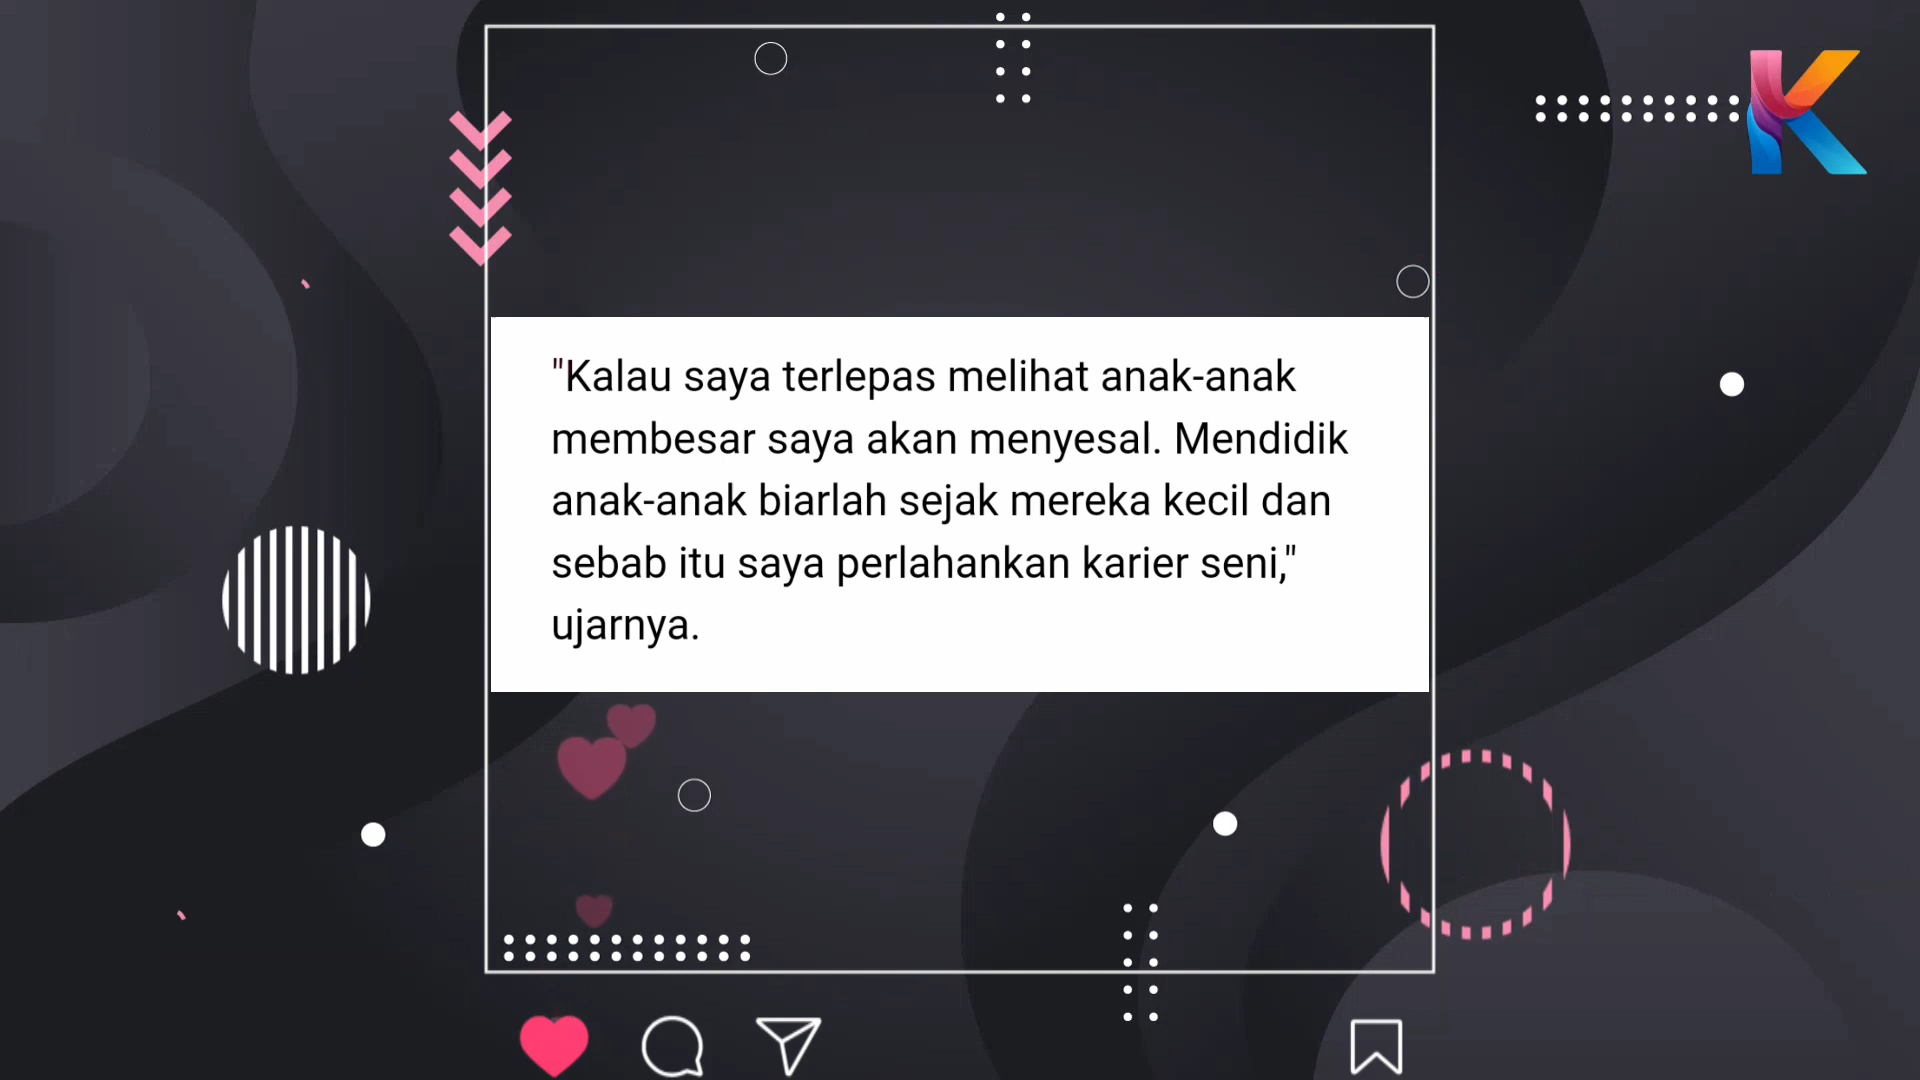 "Kalau saya terlepas melihat anak-anak
membesar saya akan menyesal. Mendidik
anak-anak biarlah sejak mereka kecil dan
sebab itu saya perlahankan karier seni,"
ujarnya.
K